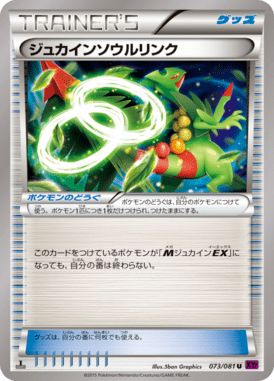 TRAINER'S グッズ
ジュカインソウルリンク
ポケモンのどうぐ
ポケモンのどうぐは、自分のポケモンにつけて
使う。ポケモン1匹につき1枚だけつけられ、つけたままにする。
このカードをつけているポケモンが「MジュカインEX」に
なっても、自分の番は終わらない。
グッズは、自分の番に何枚でも使える。
Illus.5ban Graphics 073/081 U
©2015 Pokémon/Nintendo/Creatures/GAME FREAK.